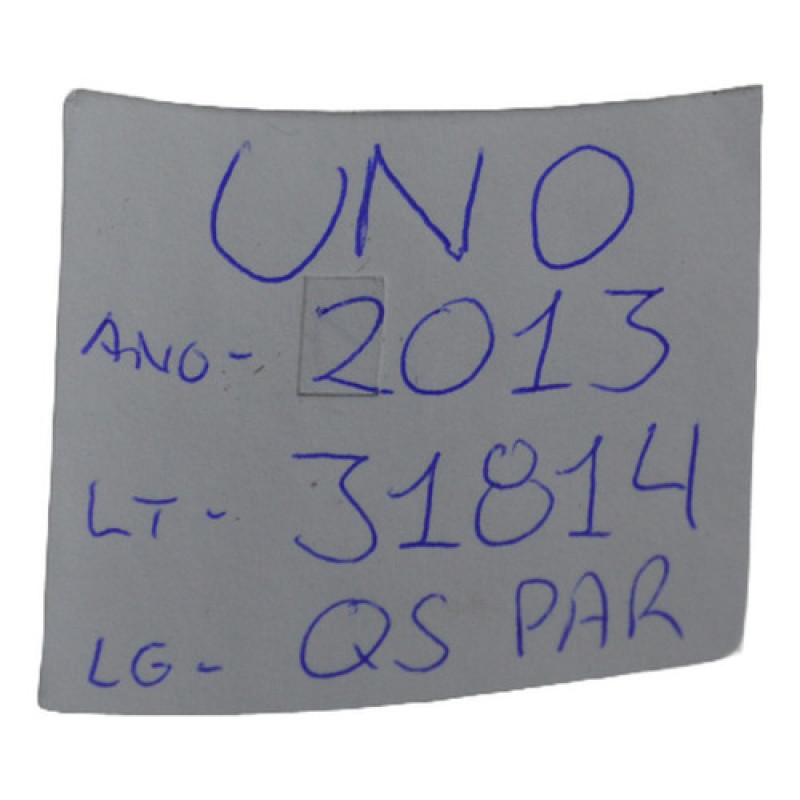 UNO
ANO - 2013
LT - 31814
LG - QS PAR